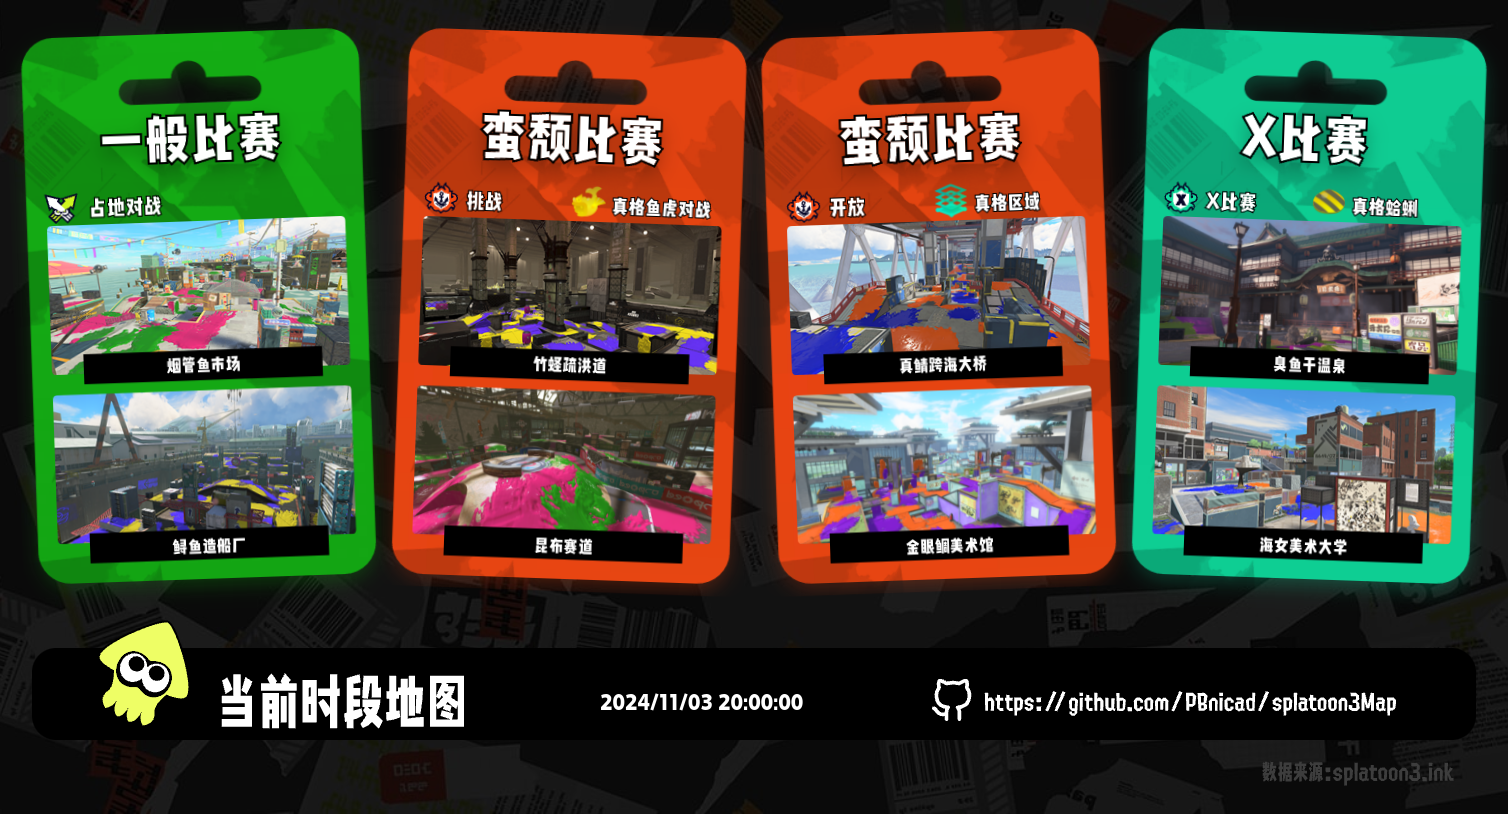 一般比赛
占地对战
烟管鱼市场
鲟鱼造船厂
蛮颓比赛
挑战
真格鱼虎对战
竹蛏疏洪道
昆布赛道
蛮颓比赛
开放
真格区域
真鲭跨海大桥
金眼鲷美术馆
X比赛
X比赛
真格蛤蜊
臭鱼干温泉
海女美术大学
当前时段地图
2024/11/03 20:00:00
https://github.com/PBnicad/splatoon3Map
数据来源:splatoon3.ink